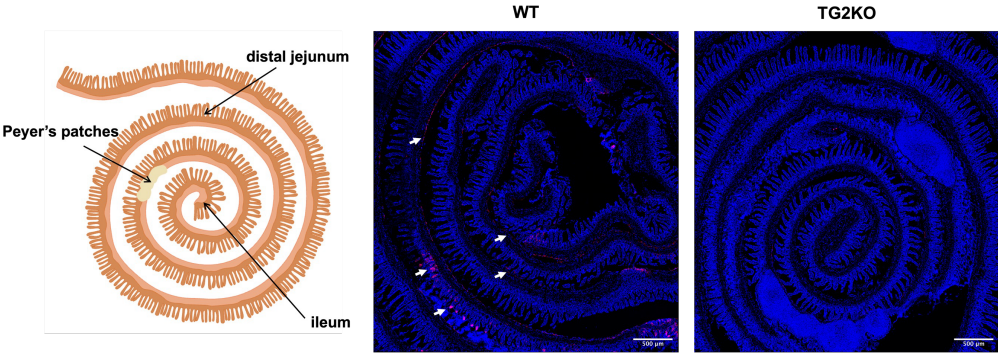 WT
TG2KO
distal jejunum
Peyer's patches
ileum
500 µm
500 µm